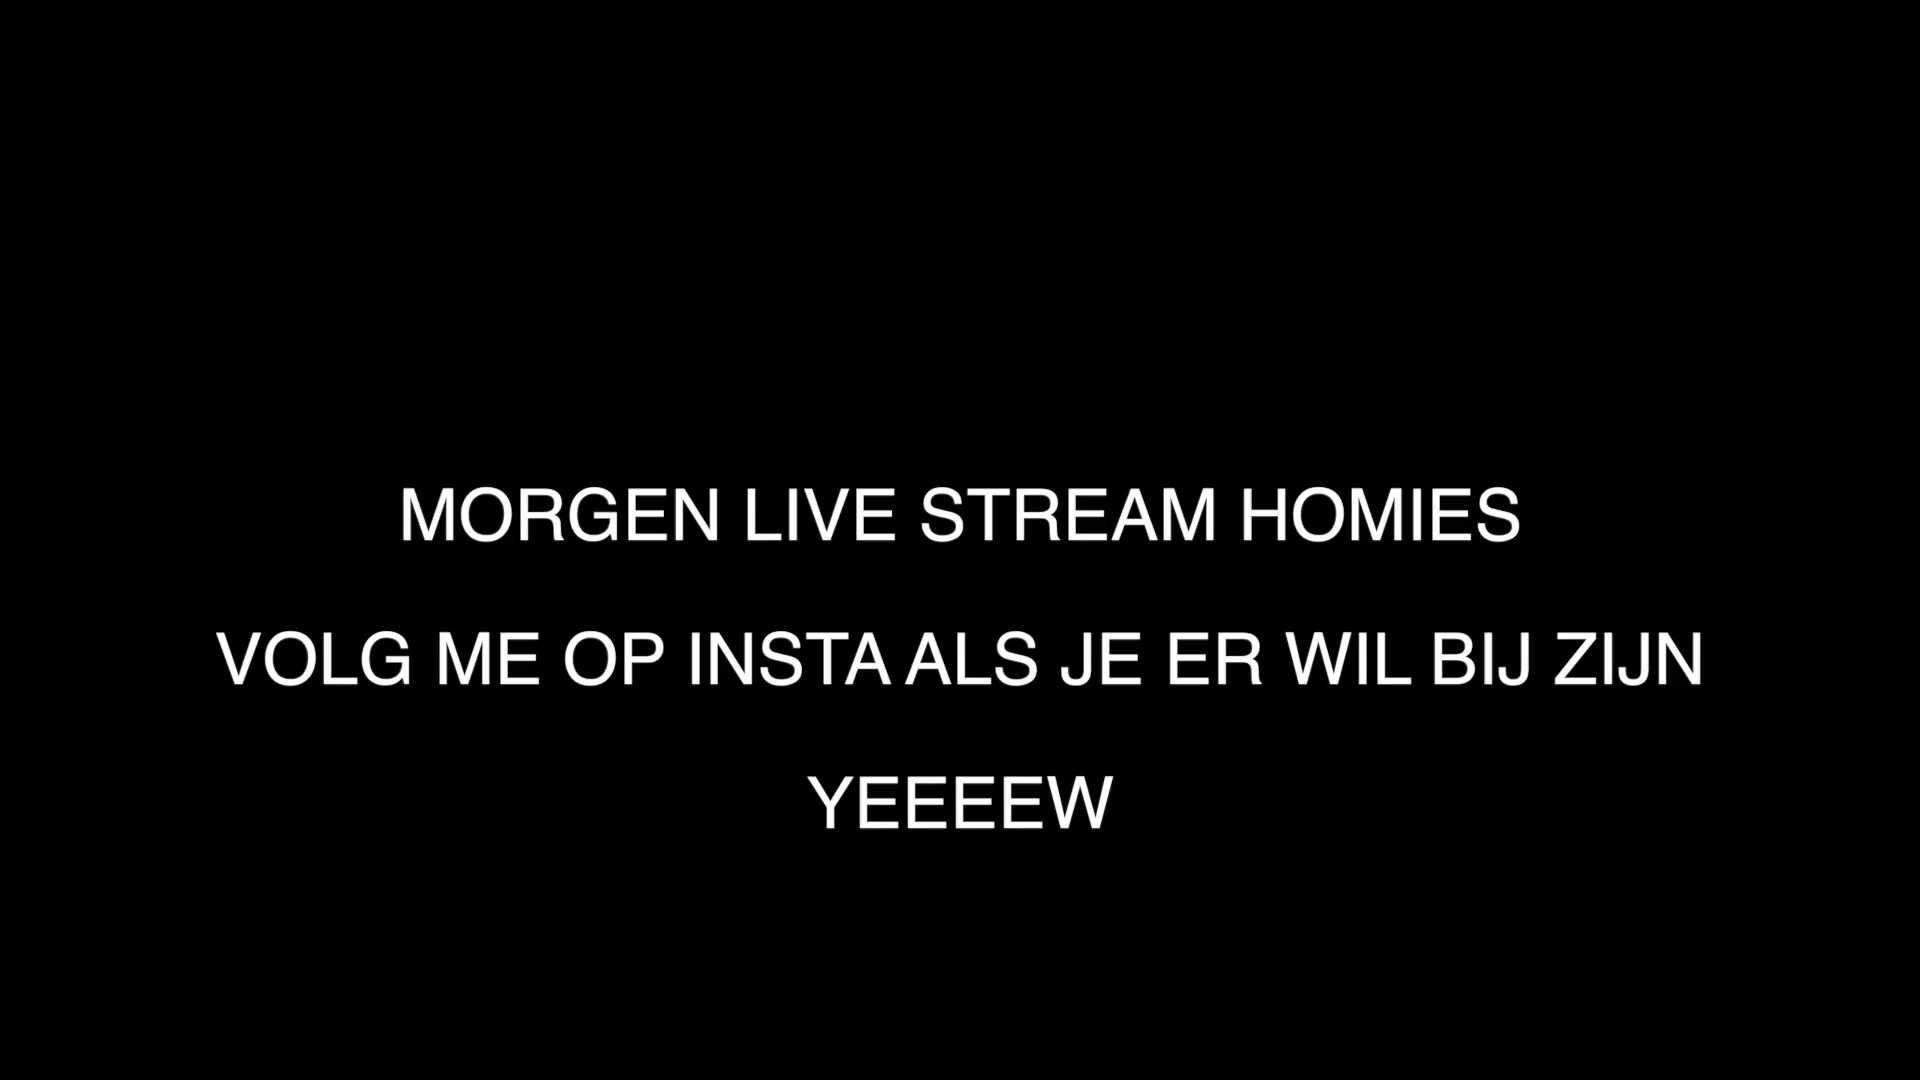 MORGEN LIVE STREAM HOMIES
VOLG ME OP INSTA ALS JE ER WIL BIJ ZIJN
YEEEEW